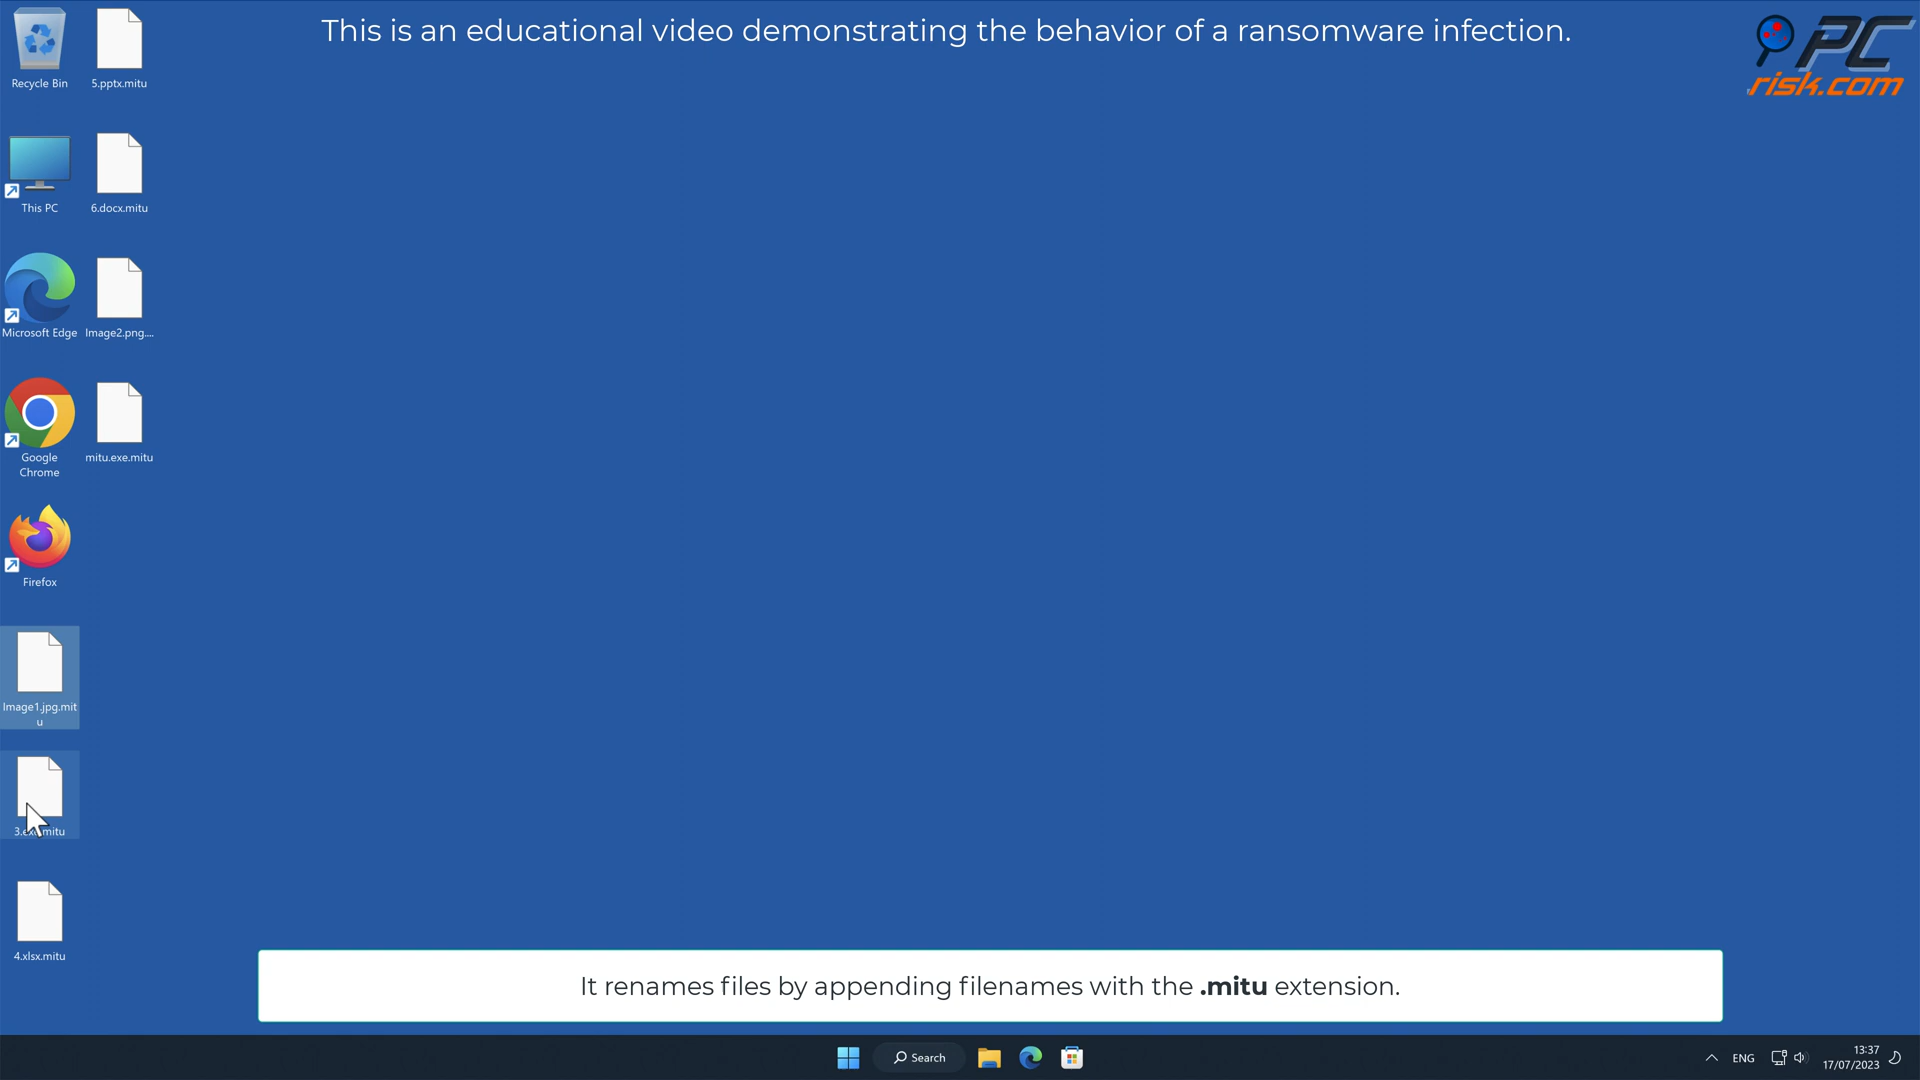 This is an educational video demonstrating the behavior of a ransomware infection.
PC
risk.com
Recycle Bin
5.pptx.mitu
This PC
6.docx.mitu
Microsoft Edge
Image2.png....
Google
Chrome
mitu.exe.mitu
Firefox
Image1.jpg.mit
u
4.xlsx.mitu
It renames files by appending filenames with the .mitu extension.
Search
ENG
13:37
17/07/2023